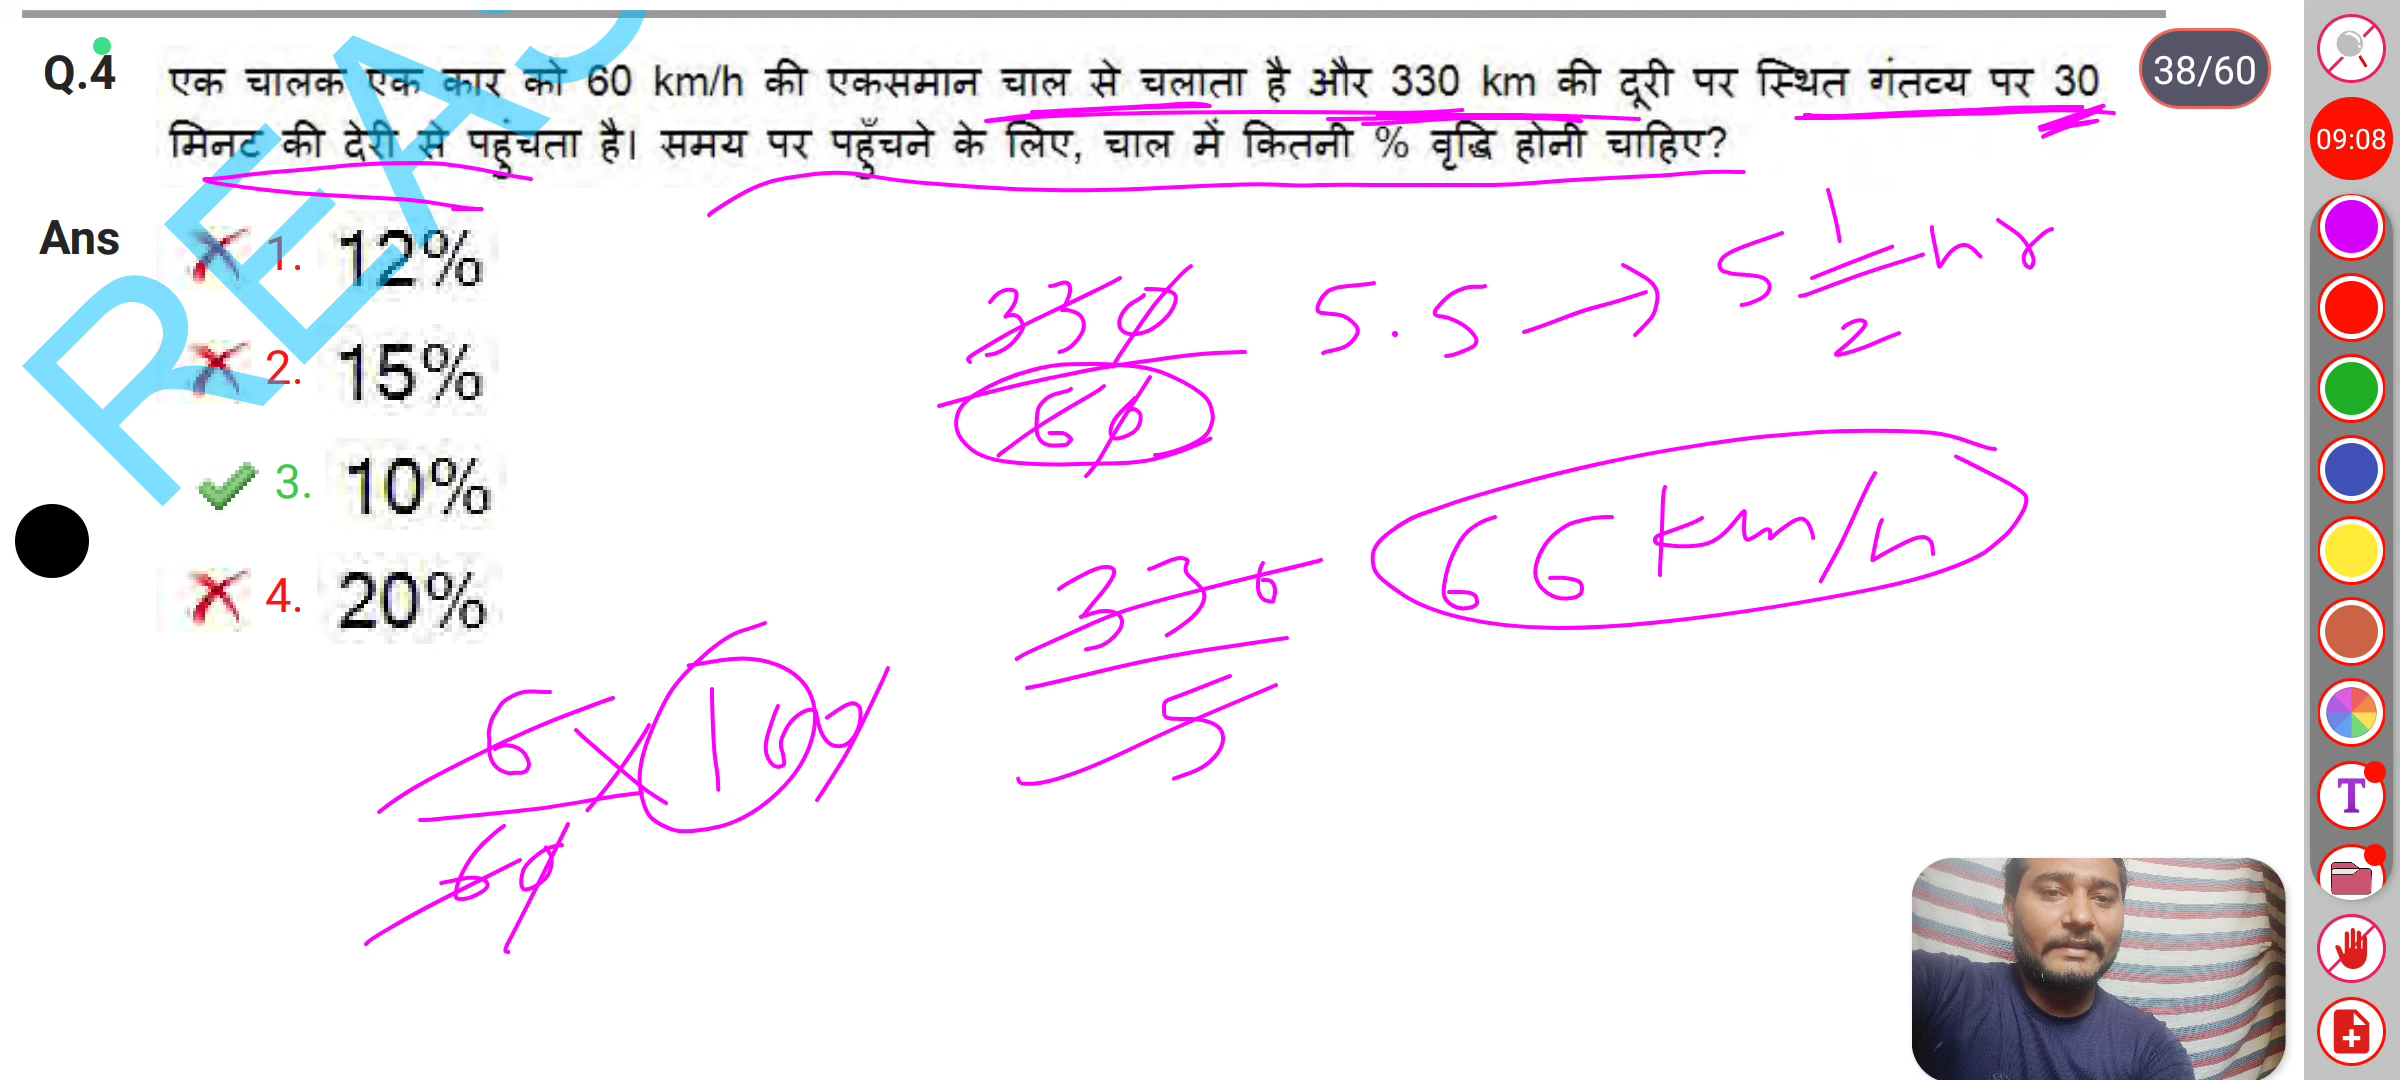 Q.4 एक चालक एक कार को 60 km/h की एकसमान चाल से चलाता है और 330 km की दूरी पर स्थित गंतव्य पर 30
मिनट की देरी से पहुंचता है। समय पर पहुँचने के लिए, चाल में कितनी % वृद्धि होनी चाहिए?
38/60
09:08
Ans
1. 12%
2. 15%
3. 10%
4. 20%
REAS
330/60 5.5 → 5 1/2 hr
330/5 66 km/h
6/60 × 100
T